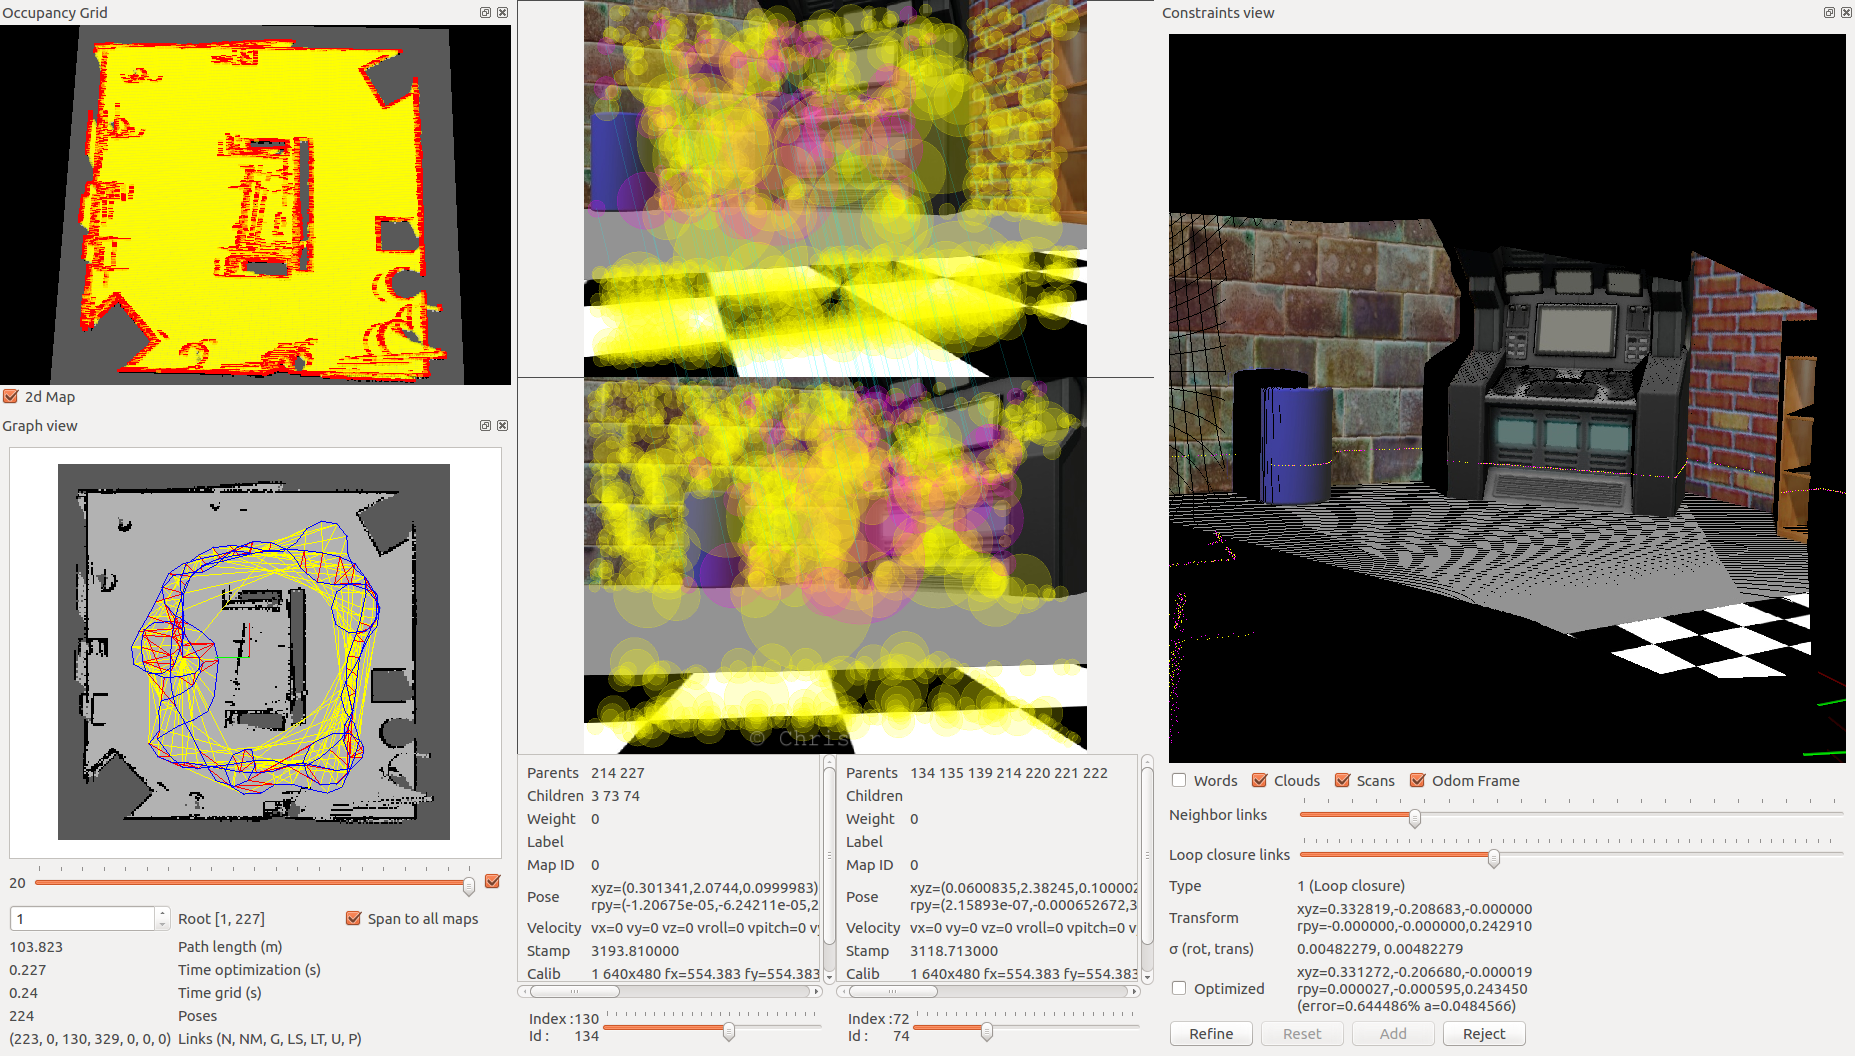 Occupancy Grid
2d Map
Graph view
20
1
Root [1, 227]
Span to all maps
103.823 Path length (m)
0.227 Time optimization (s)
0.24 Time grid (s)
224 Poses
(223, 0, 130, 329, 0, 0, 0) Links (N, NM, G, LS, LT, U, P)
© Chris
Parents 214 227
Children 3 73 74
Weight 0
Label
Map ID 0
Pose xyz=(0.301341,2.0744,0.0999983)
rpy=(-1.20675e-05,-6.24211e-05,2
Velocity vx=0 vy=0 vz=0 vroll=0 vpitch=0 vy
Stamp 3193.810000
Calib 1 640x480 fx=554.383 fy=554.383
Index :130
Id : 134
Parents 134 135 139 214 220 221 222
Children
Weight 0
Label
Map ID 0
Pose xyz=(0.0600835,2.38245,0.100002
rpy=(2.15893e-07,-0.000652672,3
Velocity vx=0 vy=0 vz=0 vroll=0 vpitch=0 vy
Stamp 3118.713000
Calib 1 640x480 fx=554.383 fy=554.383
Index :72
Id : 74
Constraints view
Words Clouds Scans Odom Frame
Neighbor links
Loop closure links
Type 1 (Loop closure)
Transform xyz=0.332819,-0.208683,-0.000000
rpy=-0.000000,-0.000000,0.242910
σ (rot, trans) 0.00482279, 0.00482279
Optimized xyz=0.331272,-0.206680,-0.000019
rpy=0.000027,-0.000595,0.243450
(error=0.644486% a=0.0484566)
Refine Reset Add Reject